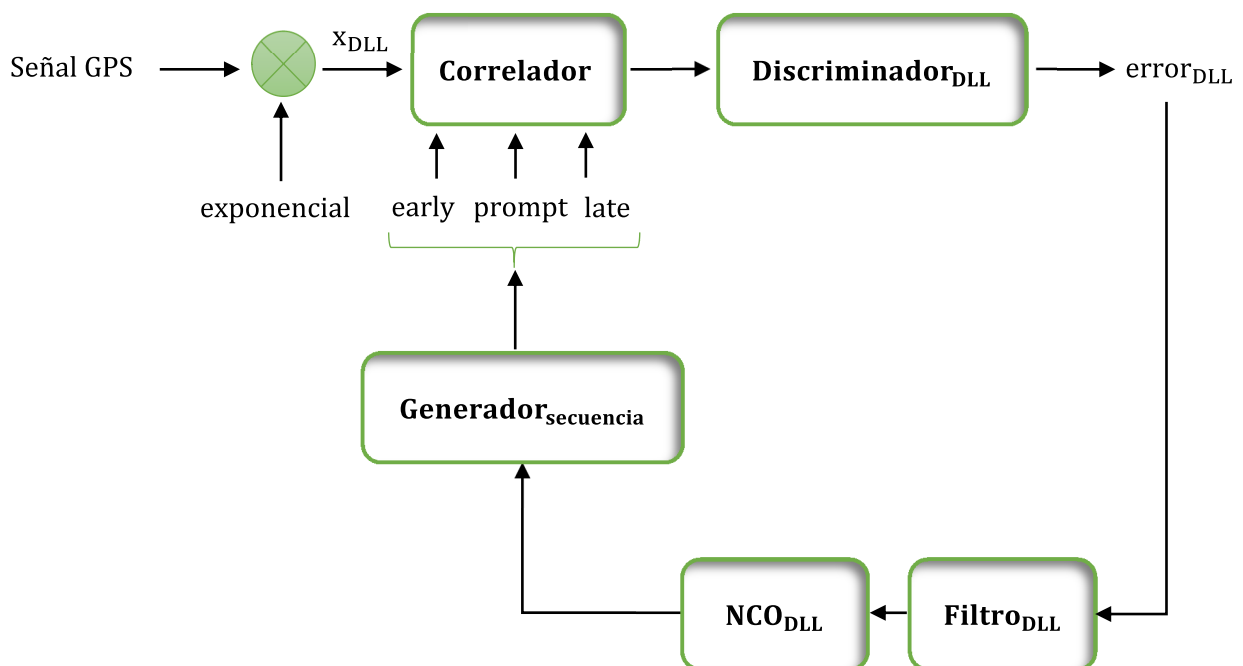 Señal GPS
xDLL
Correlador
DiscriminadorDLL
errorDLL
exponencial
early
prompt
late
Generadorsecuencia
NCODLL
FiltroDLL